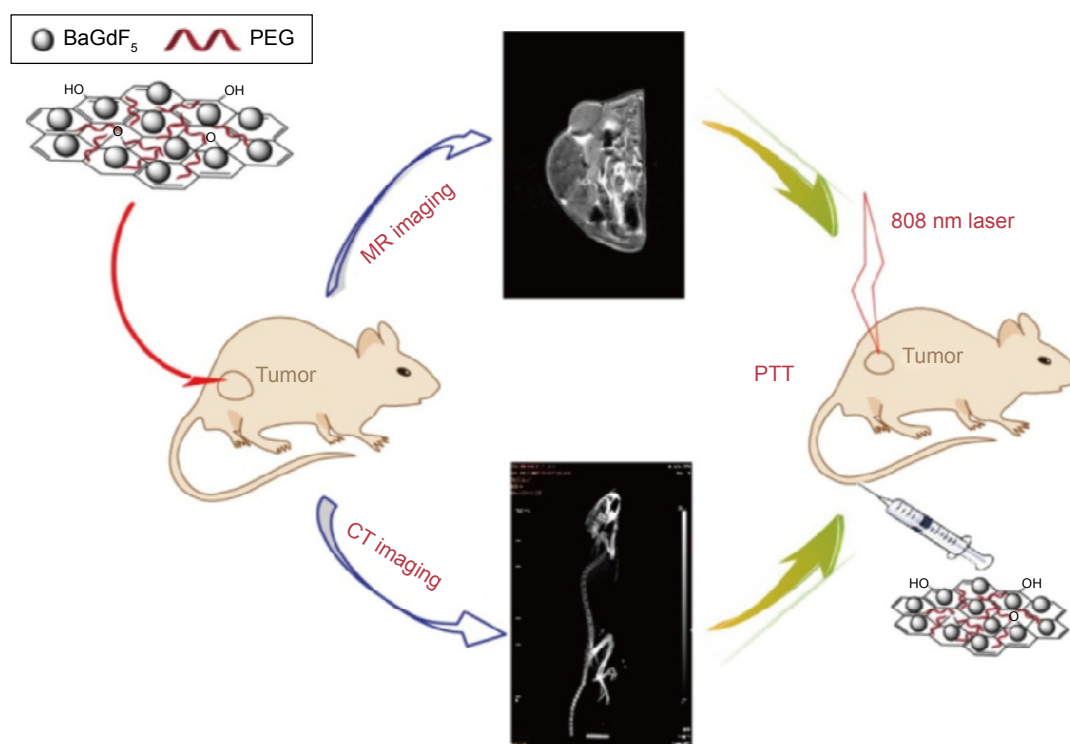 BaGdF₅ PEG
HO OH
O O
MR imaging
808 nm laser
Tumor
PTT
Tumor
CT imaging
HO OH
O